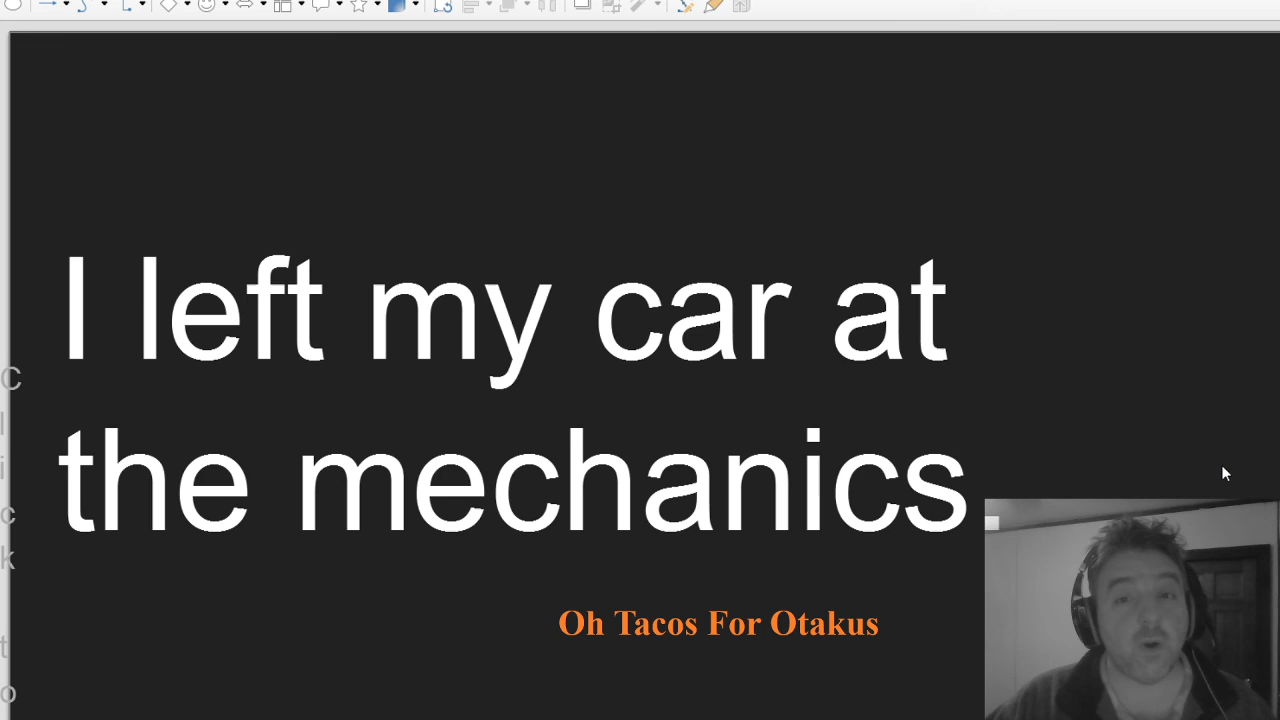 I left my car at
the mechanics.
Oh Tacos For Otakus
C
l
i
c
k
t
o